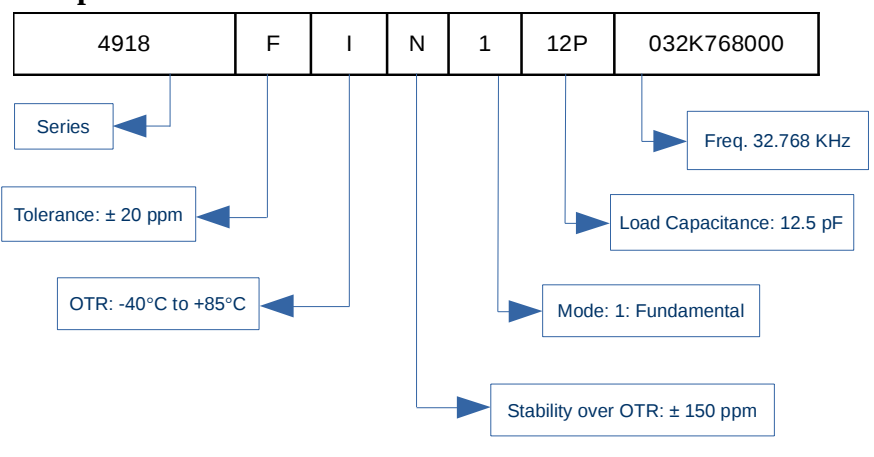 4918 F I N 1 12P 032K768000
Series
Freq. 32.768 KHz
Tolerance: ± 20 ppm
Load Capacitance: 12.5 pF
OTR: -40°C to +85°C
Mode: 1: Fundamental
Stability over OTR: ± 150 ppm